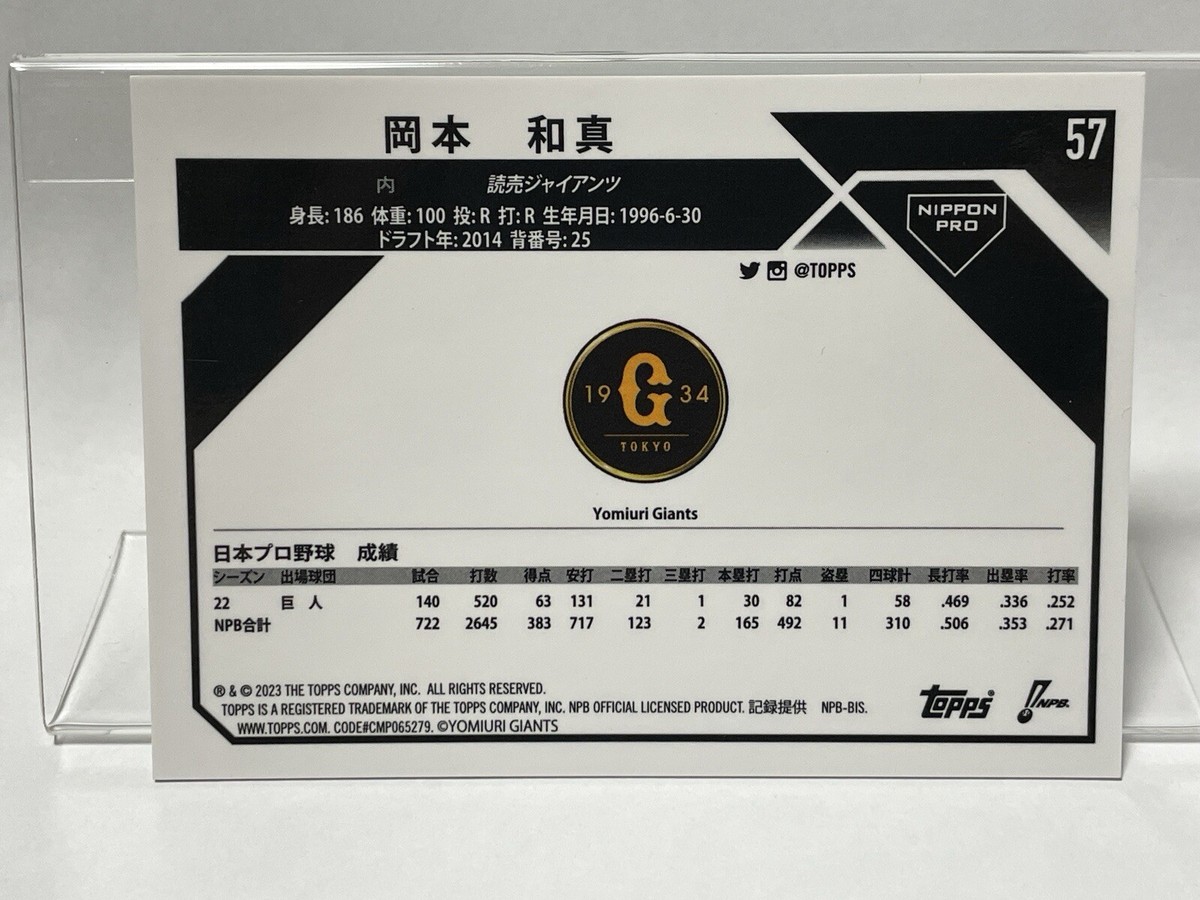 岡本 和真
57
内 読売ジャイアンツ
身長: 186 体重: 100 投: R 打: R 生年月日: 1996-6-30
ドラフト年: 2014 背番号: 25
NIPPON
PRO
@TOPPS
19 G 34
TOKYO
Yomiuri Giants
日本プロ野球 成績
シーズン 出場球団 試合 打数 得点 安打 二塁打 三塁打 本塁打 打点 盗塁 四球計 長打率 出塁率 打率
22 巨 人 140 520 63 131 21 1 30 82 1 58 .469 .336 .252
NPB合計 722 2645 383 717 123 2 165 492 11 310 .506 .353 .271
® & © 2023 THE TOPPS COMPANY, INC. ALL RIGHTS RESERVED.
TOPPS IS A REGISTERED TRADEMARK OF THE TOPPS COMPANY, INC. NPB OFFICIAL LICENSED PRODUCT. 記録提供 NPB-BIS.
WWW.TOPPS.COM. CODE#CMP065279. ©YOMIURI GIANTS
Topps® NPB.